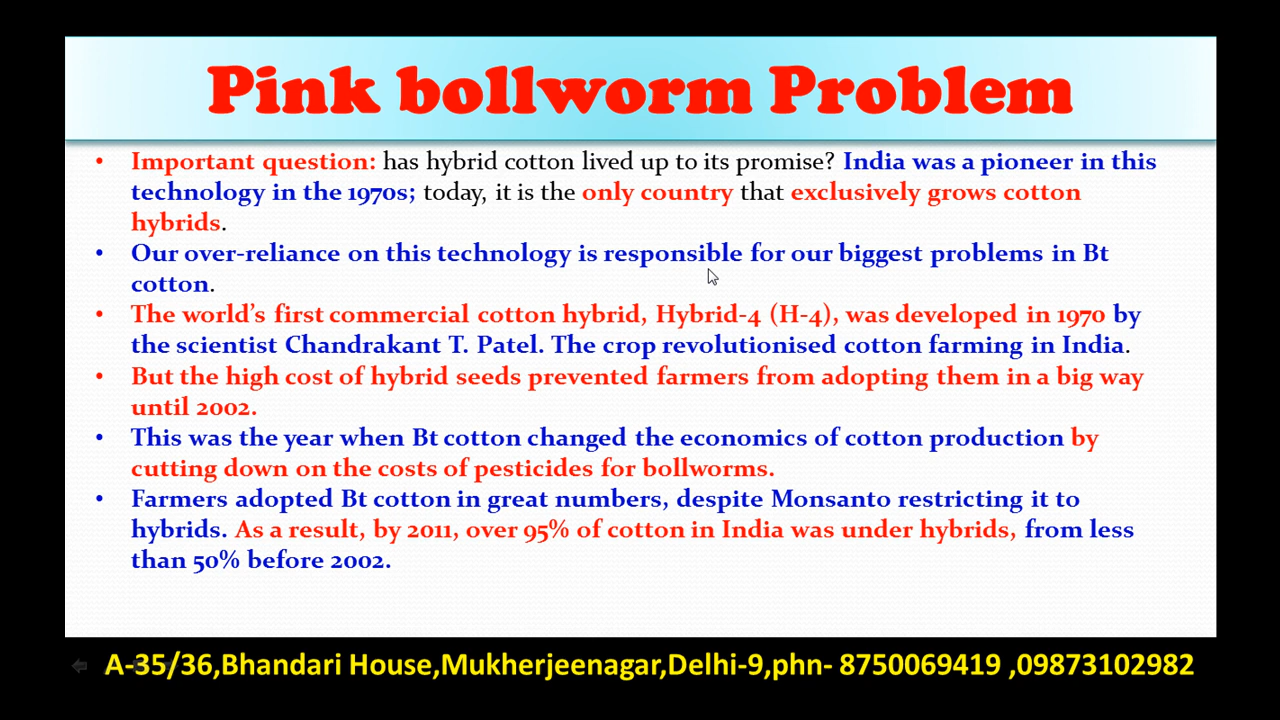 Pink bollworm Problem
• Important question: has hybrid cotton lived up to its promise? India was a pioneer in this
technology in the 1970s; today, it is the only country that exclusively grows cotton
hybrids.
• Our over-reliance on this technology is responsible for our biggest problems in Bt
cotton.
• The world’s first commercial cotton hybrid, Hybrid-4 (H-4), was developed in 1970 by
the scientist Chandrakant T. Patel. The crop revolutionised cotton farming in India.
• But the high cost of hybrid seeds prevented farmers from adopting them in a big way
until 2002.
• This was the year when Bt cotton changed the economics of cotton production by
cutting down on the costs of pesticides for bollworms.
• Farmers adopted Bt cotton in great numbers, despite Monsanto restricting it to
hybrids. As a result, by 2011, over 95% of cotton in India was under hybrids, from less
than 50% before 2002.
A-35/36,Bhandari House,Mukherjeenagar,Delhi-9,phn- 8750069419 ,09873102982